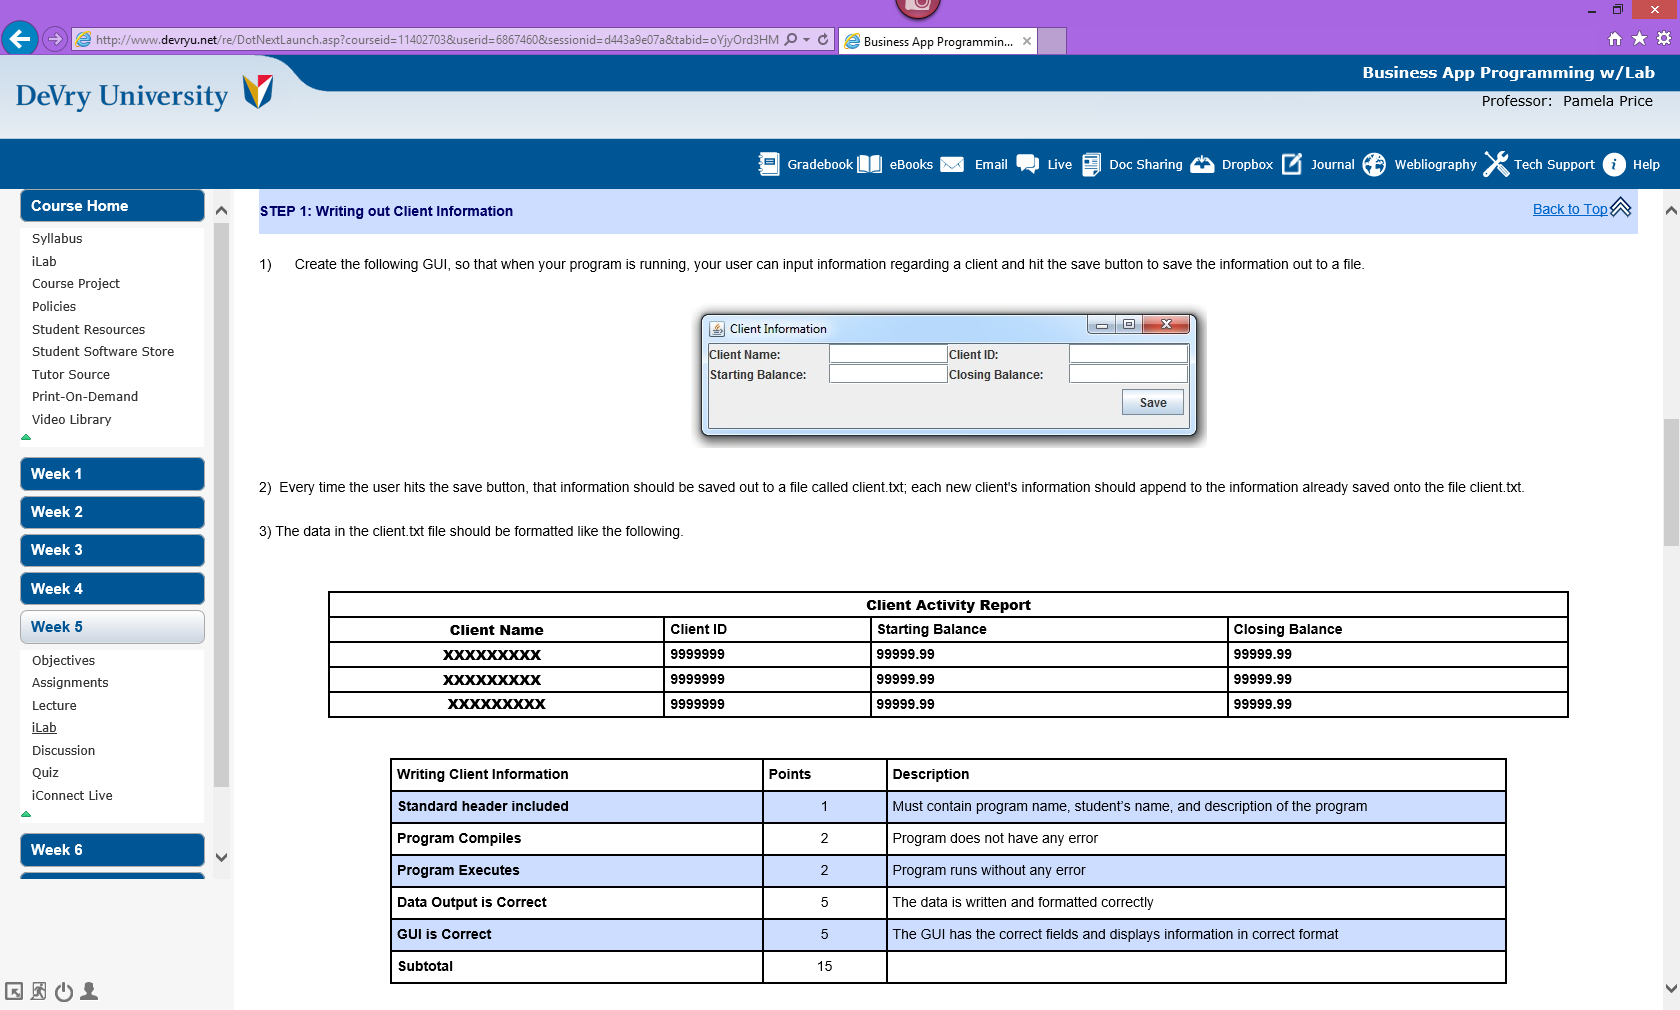 http://www.devryu.net/re/DotNextLaunch.asp?courseid=11402703&userid=6867460&sessionid=d443a9e07a&tabid=oYjyOrd3HM
Business App Programmin...
DeVry University
Business App Programming w/Lab
Professor: Pamela Price
Gradebook eBooks Email Live Doc Sharing Dropbox Journal Webliography Tech Support Help
Course Home
Syllabus
iLab
Course Project
Policies
Student Resources
Student Software Store
Tutor Source
Print-On-Demand
Video Library
Week 1
Week 2
Week 3
Week 4
Week 5
Objectives
Assignments
Lecture
iLab
Discussion
Quiz
iConnect Live
Week 6
STEP 1: Writing out Client Information
Back to Top
1) Create the following GUI, so that when your program is running, your user can input information regarding a client and hit the save button to save the information out to a file.
Client Information
Client Name: Client ID:
Starting Balance: Closing Balance:
Save
2) Every time the user hits the save button, that information should be saved out to a file called client.txt; each new client's information should append to the information already saved onto the file client.txt.
3) The data in the client.txt file should be formatted like the following.
Client Activity Report
Client Name Client ID Starting Balance Closing Balance
XXXXXXXXX 9999999 99999.99 99999.99
XXXXXXXXX 9999999 99999.99 99999.99
XXXXXXXXX 9999999 99999.99 99999.99
Writing Client Information Points Description
Standard header included 1 Must contain program name, student's name, and description of the program
Program Compiles 2 Program does not have any error
Program Executes 2 Program runs without any error
Data Output is Correct 5 The data is written and formatted correctly
GUI is Correct 5 The GUI has the correct fields and displays information in correct format
Subtotal 15